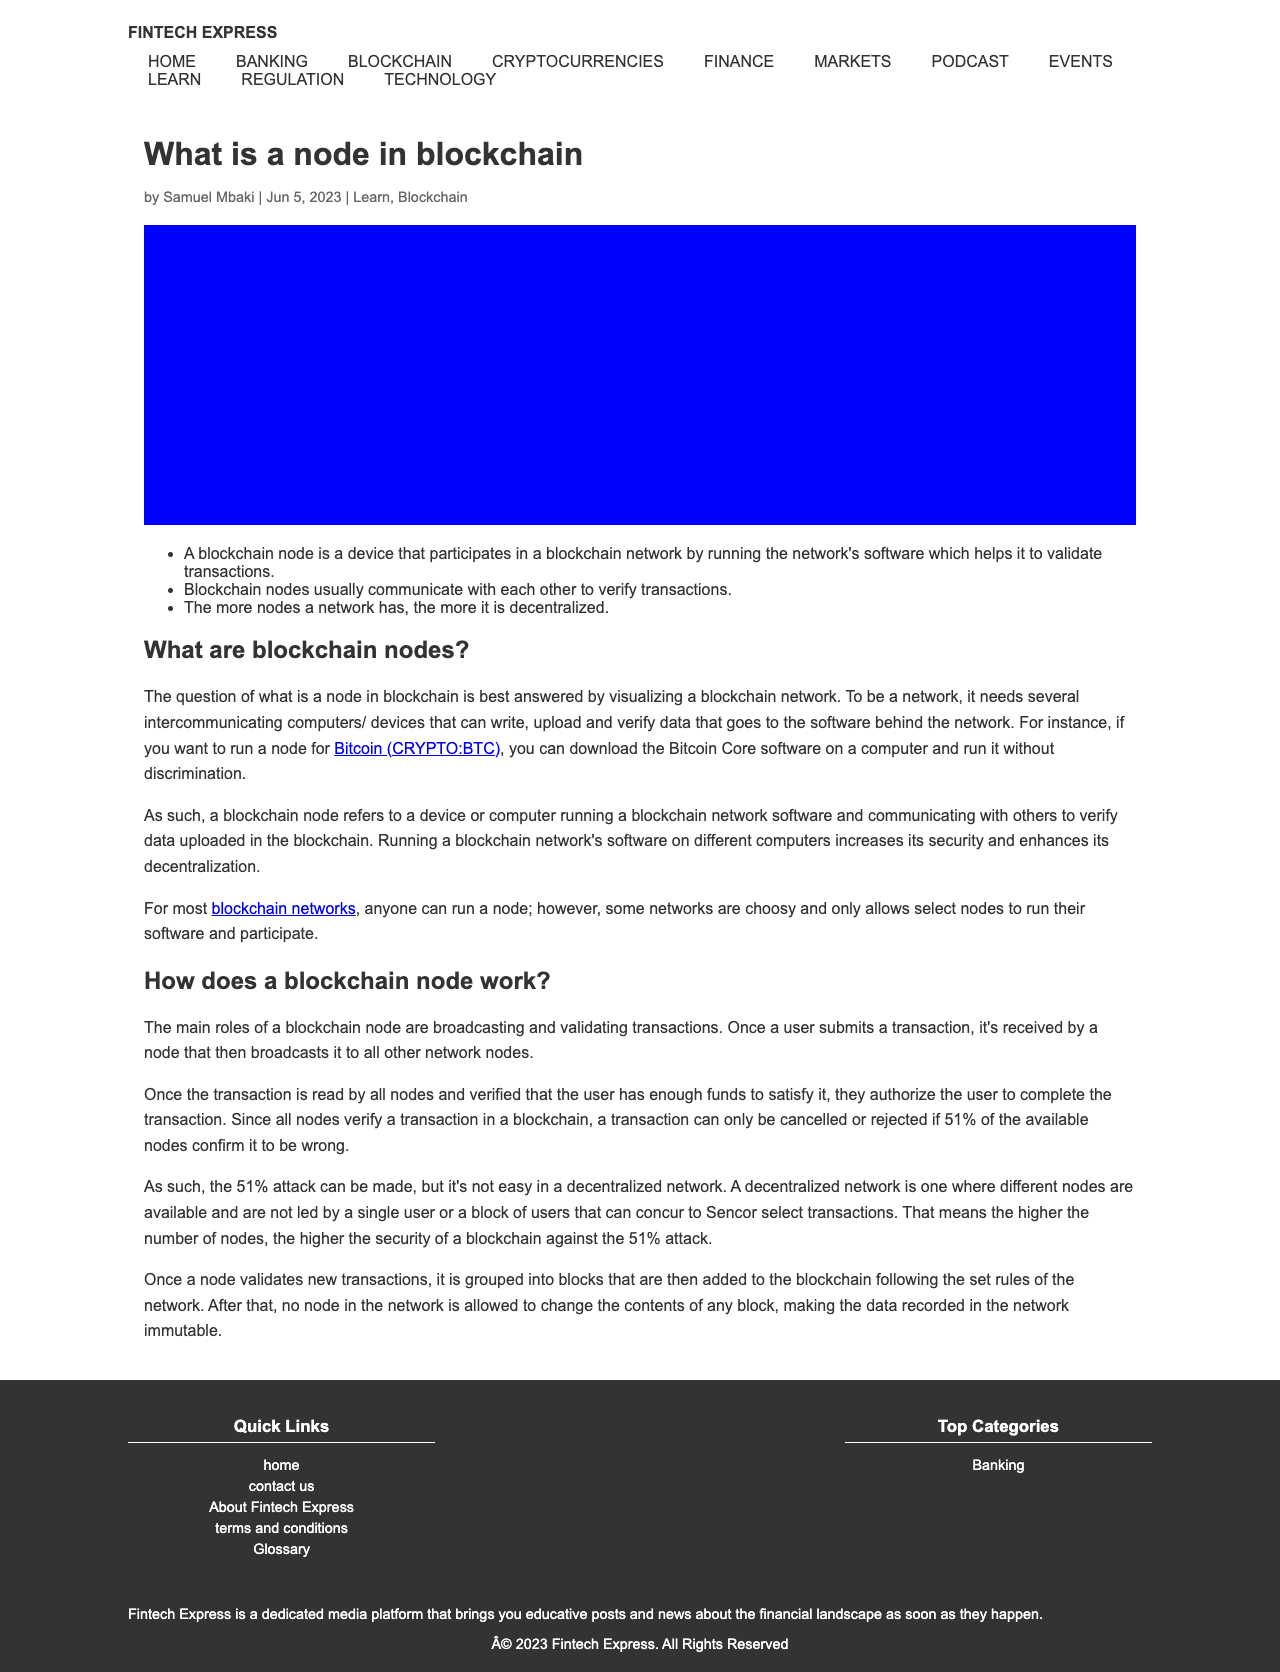 FINTECH EXPRESS
HOME BANKING BLOCKCHAIN CRYPTOCURRENCIES FINANCE MARKETS PODCAST EVENTS
LEARN REGULATION TECHNOLOGY
What is a node in blockchain
by Samuel Mbaki | Jun 5, 2023 | Learn, Blockchain
• A blockchain node is a device that participates in a blockchain network by running the network's software which helps it to validate
transactions.
• Blockchain nodes usually communicate with each other to verify transactions.
• The more nodes a network has, the more it is decentralized.
What are blockchain nodes?
The question of what is a node in blockchain is best answered by visualizing a blockchain network. To be a network, it needs several
intercommunicating computers/ devices that can write, upload and verify data that goes to the software behind the network. For instance, if
you want to run a node for Bitcoin (CRYPTO:BTC), you can download the Bitcoin Core software on a computer and run it without
discrimination.
As such, a blockchain node refers to a device or computer running a blockchain network software and communicating with others to verify
data uploaded in the blockchain. Running a blockchain network's software on different computers increases its security and enhances its
decentralization.
For most blockchain networks, anyone can run a node; however, some networks are choosy and only allows select nodes to run their
software and participate.
How does a blockchain node work?
The main roles of a blockchain node are broadcasting and validating transactions. Once a user submits a transaction, it's received by a
node that then broadcasts it to all other network nodes.
Once the transaction is read by all nodes and verified that the user has enough funds to satisfy it, they authorize the user to complete the
transaction. Since all nodes verify a transaction in a blockchain, a transaction can only be cancelled or rejected if 51% of the available
nodes confirm it to be wrong.
As such, the 51% attack can be made, but it's not easy in a decentralized network. A decentralized network is one where different nodes are
available and are not led by a single user or a block of users that can concur to Sencor select transactions. That means the higher the
number of nodes, the higher the security of a blockchain against the 51% attack.
Once a node validates new transactions, it is grouped into blocks that are then added to the blockchain following the set rules of the
network. After that, no node in the network is allowed to change the contents of any block, making the data recorded in the network
immutable.
Quick Links
home
contact us
About Fintech Express
terms and conditions
Glossary
Top Categories
Banking
Fintech Express is a dedicated media platform that brings you educative posts and news about the financial landscape as soon as they happen.
Â© 2023 Fintech Express. All Rights Reserved